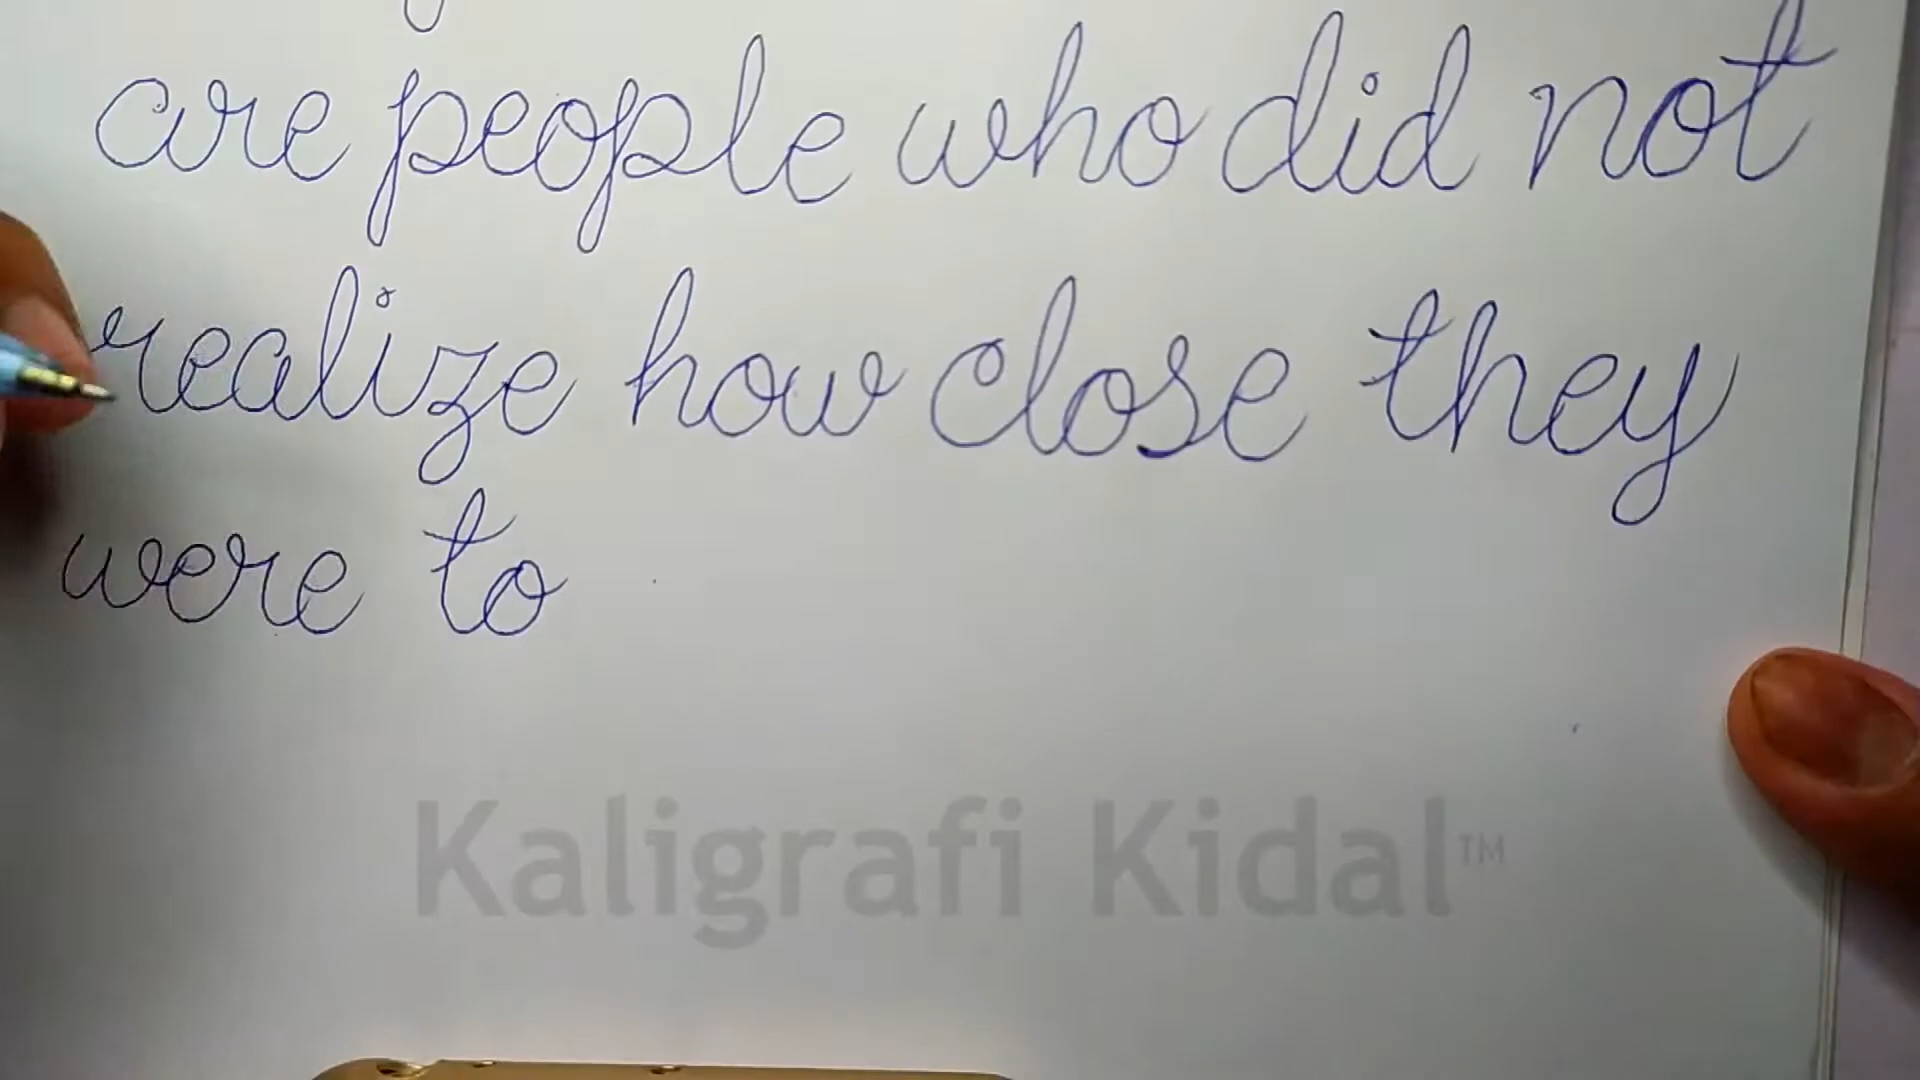 are people who did not
realize how close they
were to
Kaligrafi Kidal™